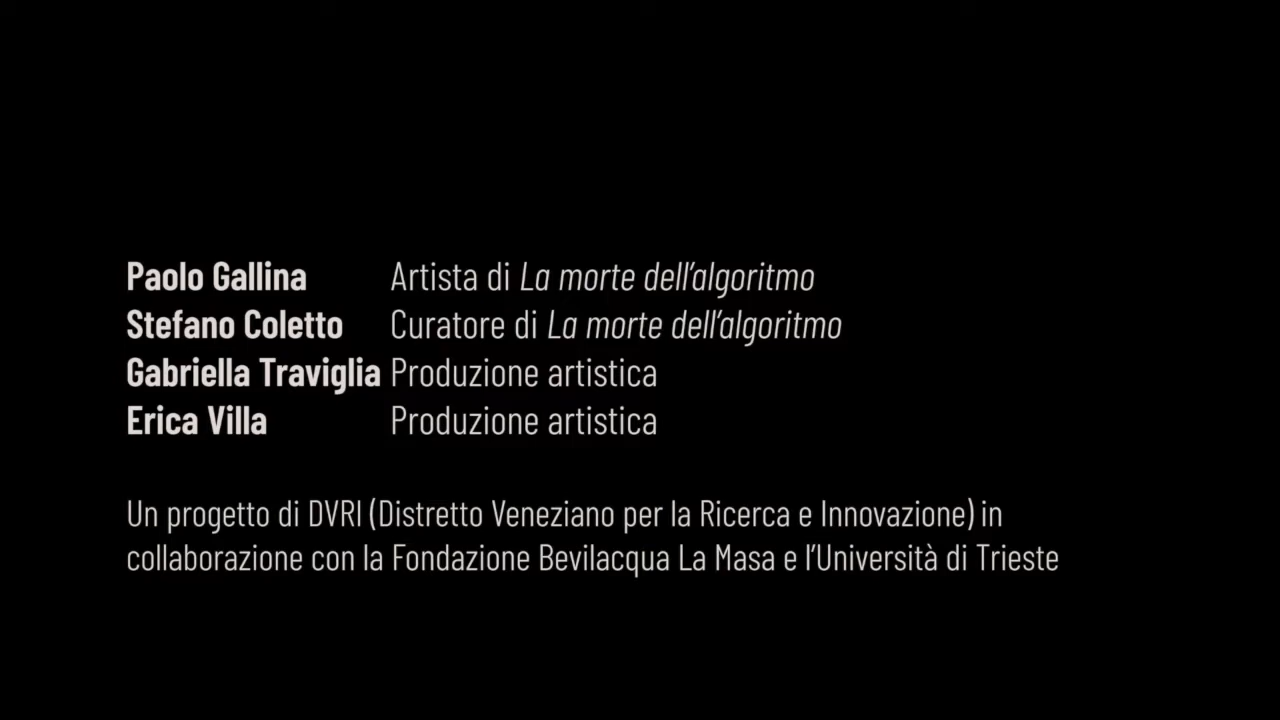 Paolo Gallina Artista di La morte dell'algoritmo
Stefano Coletto Curatore di La morte dell'algoritmo
Gabriella Traviglia Produzione artistica
Erica Villa Produzione artistica
Un progetto di DVRI (Distretto Veneziano per la Ricerca e Innovazione) in
collaborazione con la Fondazione Bevilacqua La Masa e l'Università di Trieste